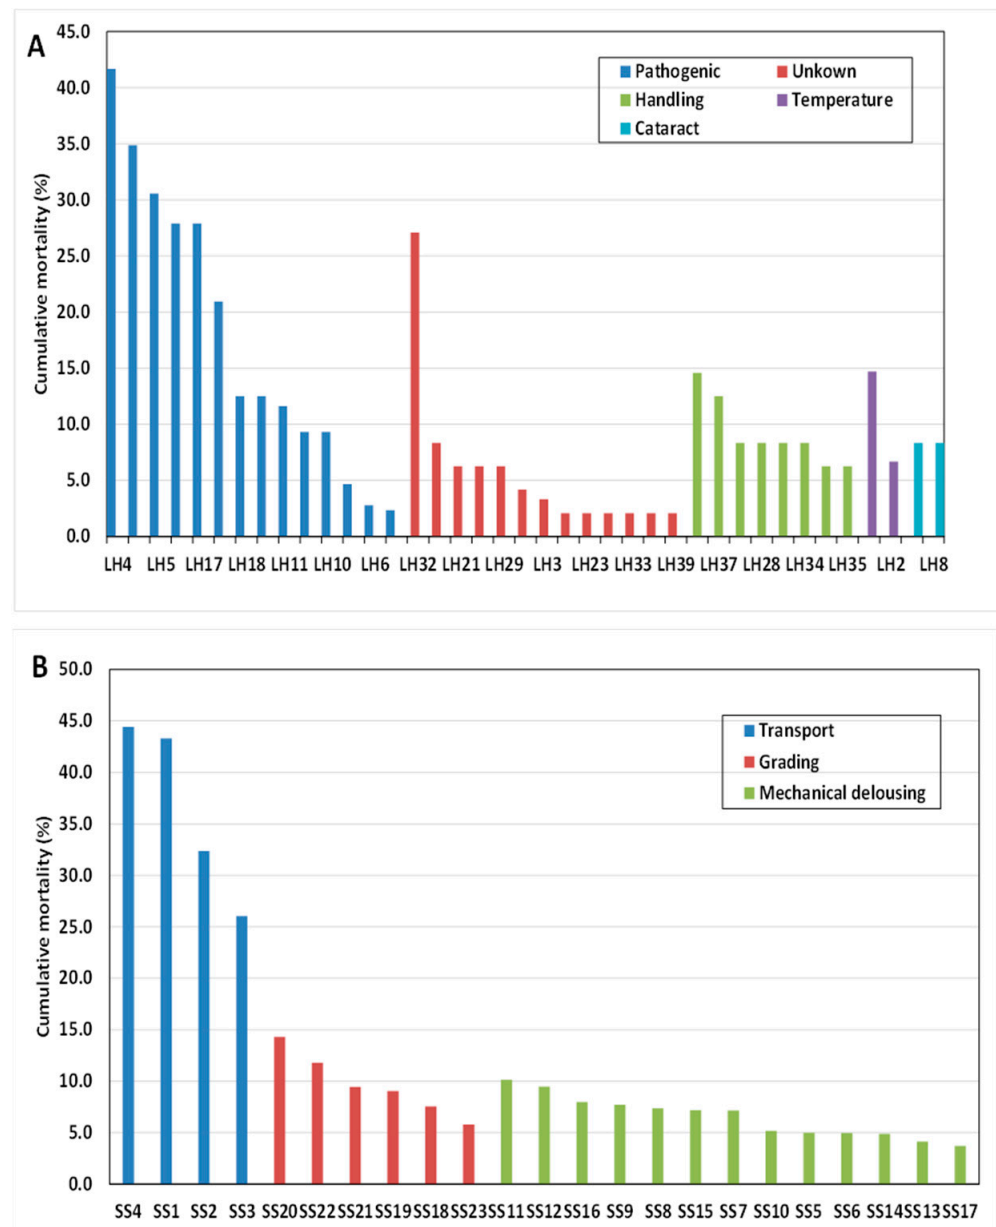 A
45.0
40.0
35.0
30.0
25.0
20.0
15.0
10.0
5.0
0.0
Cumulative mortality (%)
Pathogenic Unkown
Handling Temperature
Cataract
LH4 LH5 LH17 LH18 LH11 LH10 LH6 LH32 LH21 LH29 LH3 LH23 LH33 LH39 LH37 LH28 LH34 LH35 LH2 LH8
B
50.0
45.0
40.0
35.0
30.0
25.0
20.0
15.0
10.0
5.0
0.0
Cumulative mortality (%)
Transport
Grading
Mechanical delousing
SS4 SS1 SS2 SS3 SS20 SS22 SS21 SS19 SS18 SS23 SS11 SS12 SS16 SS9 SS8 SS15 SS7 SS10 SS5 SS6 SS14 SS13 SS17